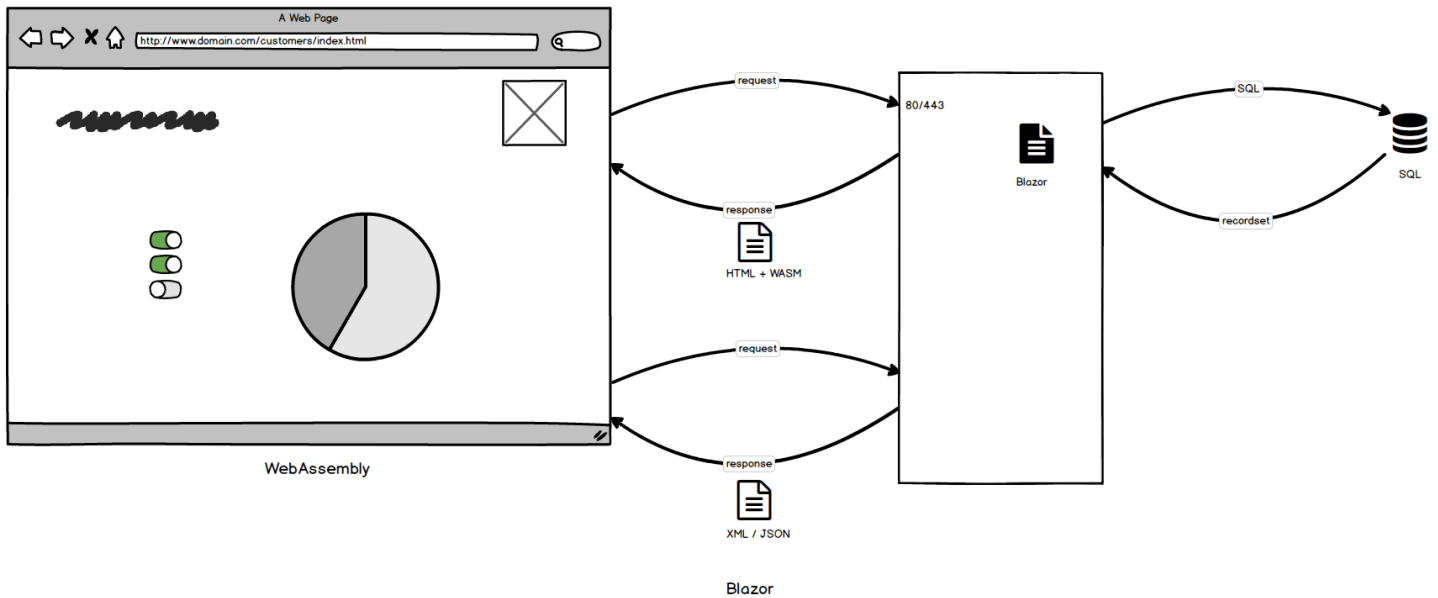 A Web Page
http://www.domain.com/customers/index.html
request
80/443
Blazor
response
HTML + WASM
SQL
SQL
recordset
request
response
XML / JSON
WebAssembly
Blazor